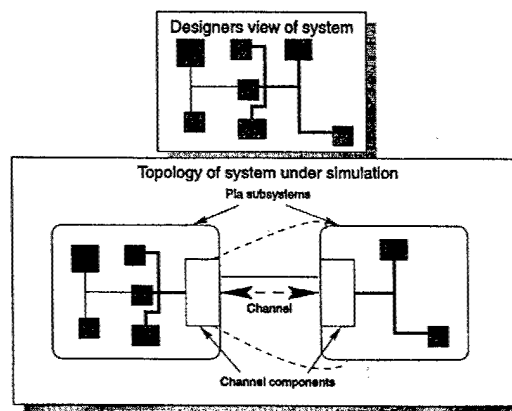 Designers view of system
Topology of system under simulation
Pia subsystems
Channel
Channel components